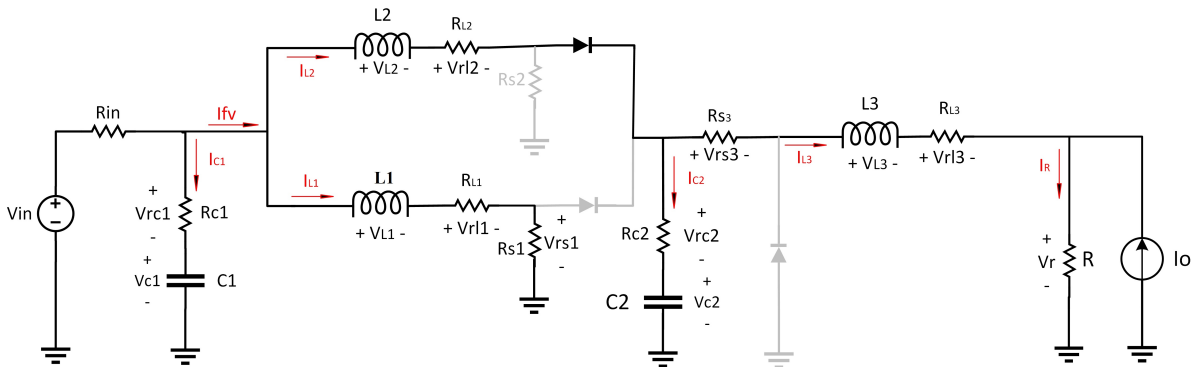 L2
RL2
IL2
+ VL2 -
+ Vrl2 -
Rs2
Rin
Ifv
IC1
Vin
+
Vrc1
-
Rc1
+
Vc1
-
C1
IL1
L1
RL1
+ VL1 -
+ Vrl1 -
Rs1
+
Vrs1
-
Rs3
+ Vrs3 -
IC2
Rc2
+
Vrc2
-
C2
+
Vc2
-
L3
RL3
IL3
+ VL3 -
+ Vrl3 -
IR
+
Vr
-
R
Io